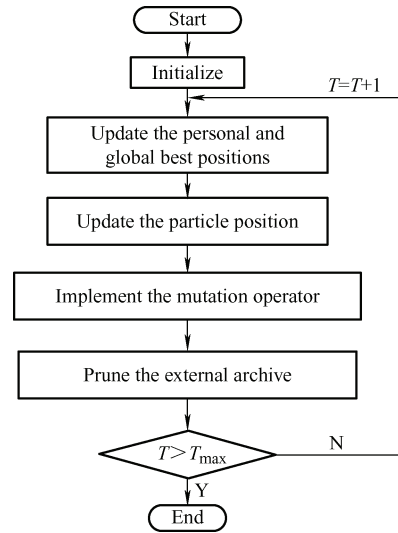 Start
Initialize
T=T+1
Update the personal and
global best positions
Update the particle position
Implement the mutation operator
Prune the external archive
T>Tmax
N
Y
End